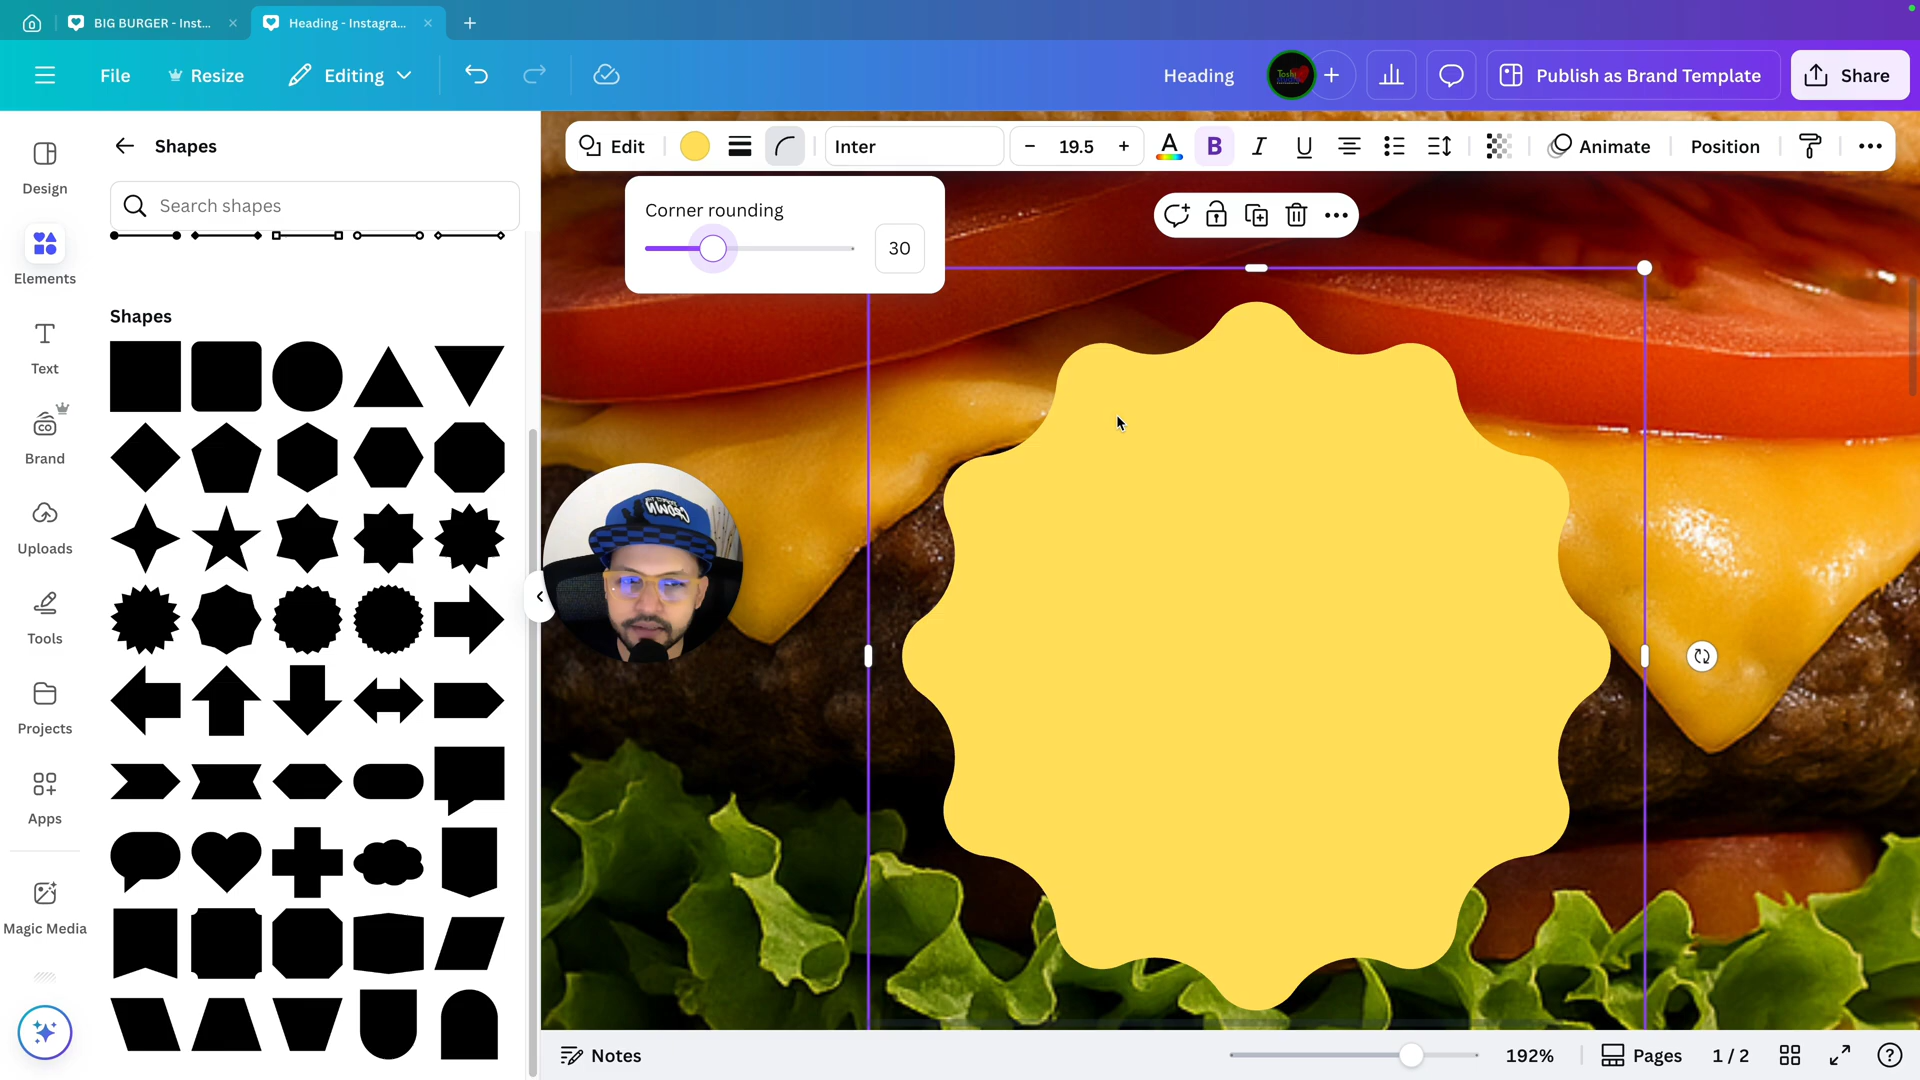 BIG BURGER - Inst...
Heading - Instagra...
File
Resize
Editing
Heading
Publish as Brand Template
Share
Shapes
Edit
Inter
19.5
A
B
I
U
Animate
Position
Design
Search shapes
Corner rounding
30
Elements
Shapes
Text
Brand
Uploads
Tools
Projects
Apps
Magic Media
Notes
192%
Pages
1 / 2